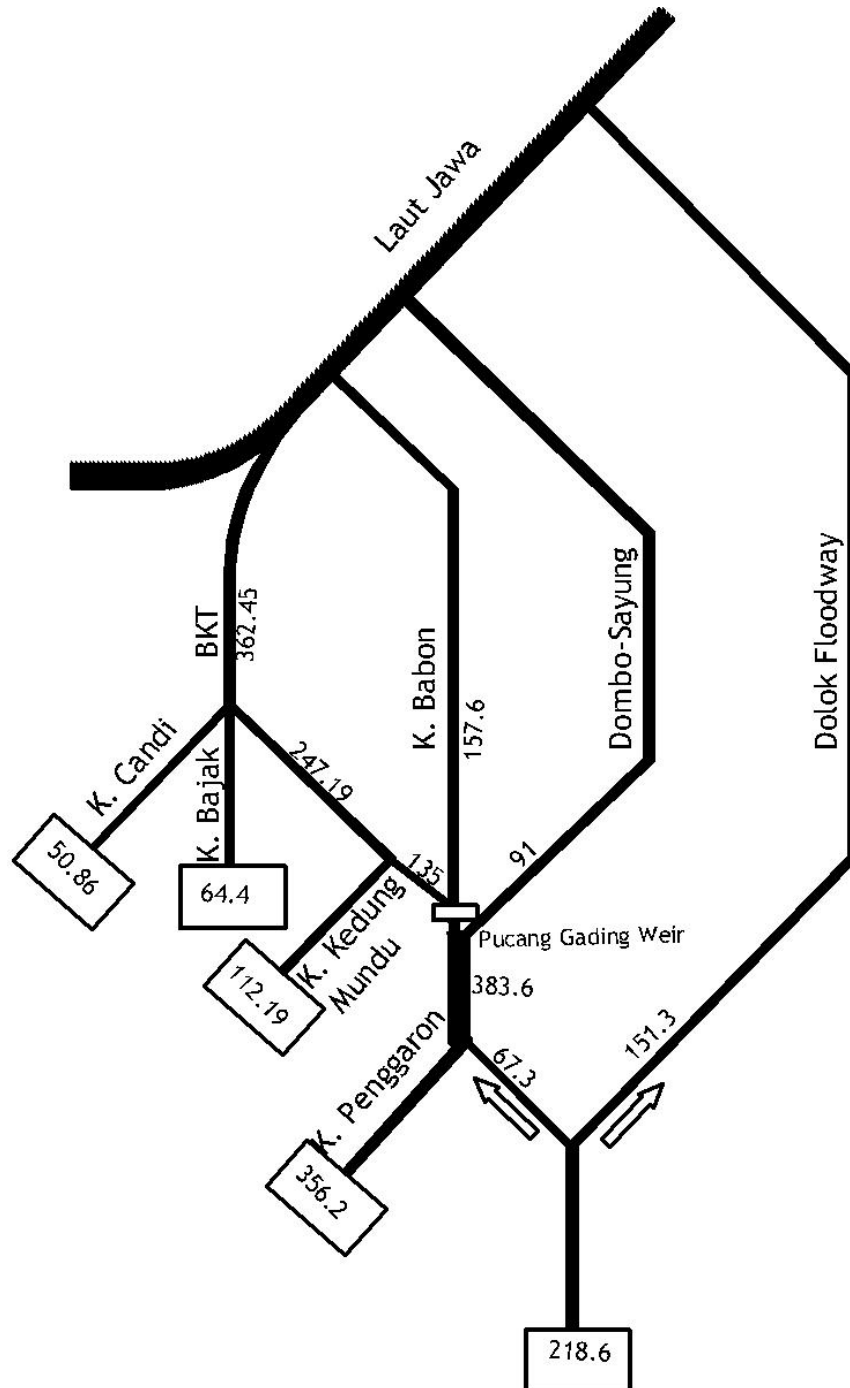 Laut Jawa
BKT
362.45
K. Babon
157.6
Dombo-Sayung
Dolok Floodway
K. Candi
50.86
K. Bajak
64.4
247.19
135
91
K. Kedung
Mundu
112.19
Pucang Gading Weir
383.6
K. Penggaron
356.2
67.3
151.3
218.6